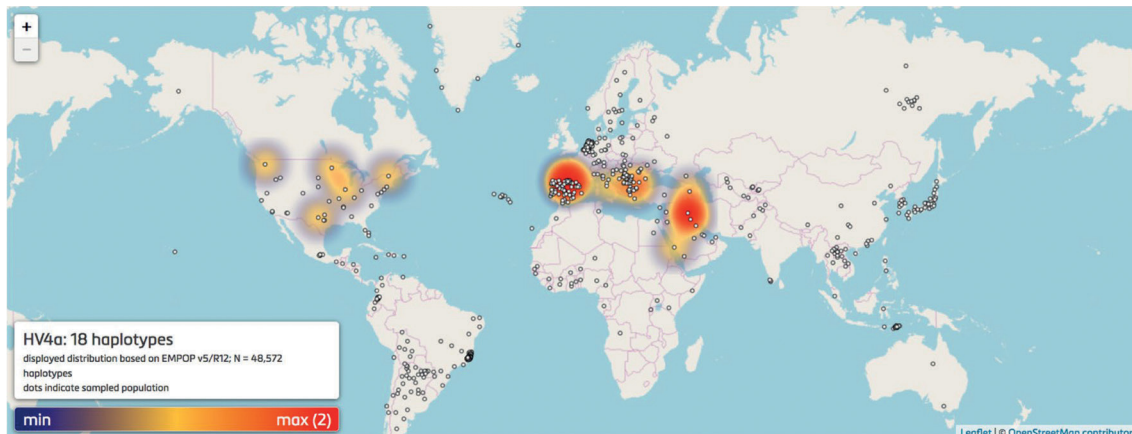 +
−
HV4a: 18 haplotypes
displayed distribution based on EMPOP v5/R12; N = 48,572
haplotypes
dots indicate sampled population
min max (2)
Leaflet | © OpenStreetMap contributor